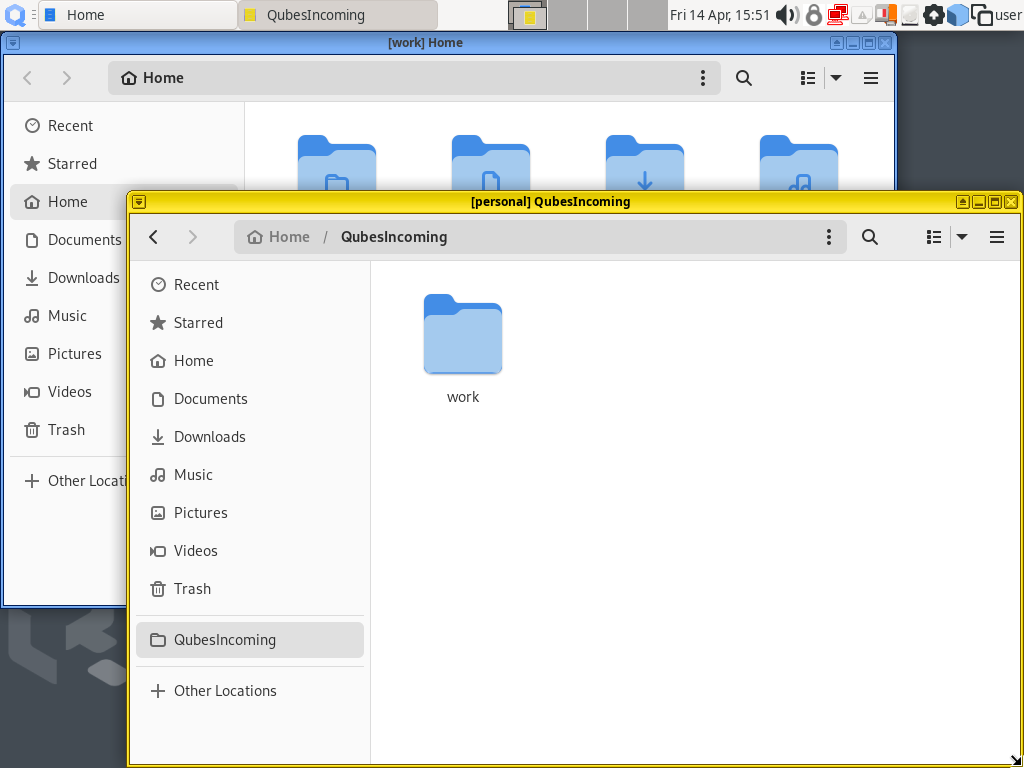 Home
QubesIncoming
Fri 14 Apr, 15:51
user
[work] Home
Home
Recent
Starred
Home
Documents
Downloads
Music
Pictures
Videos
Trash
Other Locati
[personal] QubesIncoming
Home / QubesIncoming
Recent
Starred
Home
Documents
Downloads
Music
Pictures
Videos
Trash
QubesIncoming
Other Locations
work